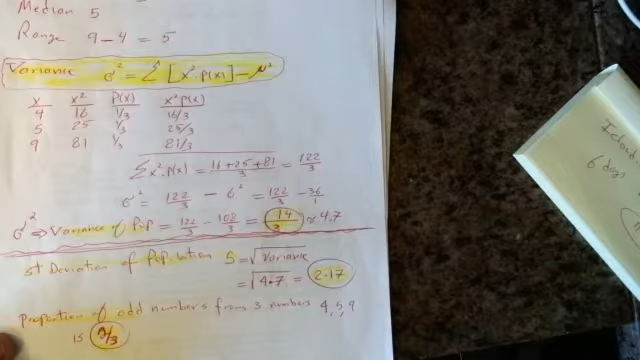 Median 5
Range 9-4 = 5
Variance σ² = Σ [x² p(x)] - μ²
x x² P(x) x² p(x)
4 16 1/3 16/3
5 25 1/3 25/3
9 81 1/3 81/3
Σx² p(x) = 16+25+81/3 = 122/3
σ² = 122/3 - 6² = 122/3 - 36/1
σ² ⇒ Variance of Pop = 122/3 - 108/3 = 14/3 ≈ 4.7
St Deviation of Population S = √Variance
= √4.7 = 2.17
Proportion of odd numbers from 3 numbers 4,5,9
is 2/3
6 days